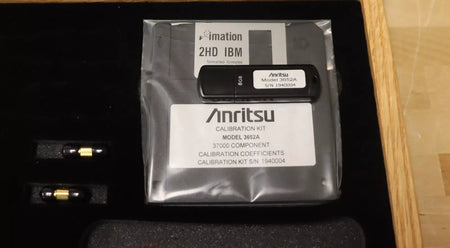 imation
2HD IBM
Formatted Formatée
8GB
Anritsu
Model 3652A
S/N 1940004
Anritsu
CALIBRATION KIT
MODEL 3652A
37000 COMPONENT
CALIBRATION COEFFICIENTS
CALIBRATION KIT S/N 1940004